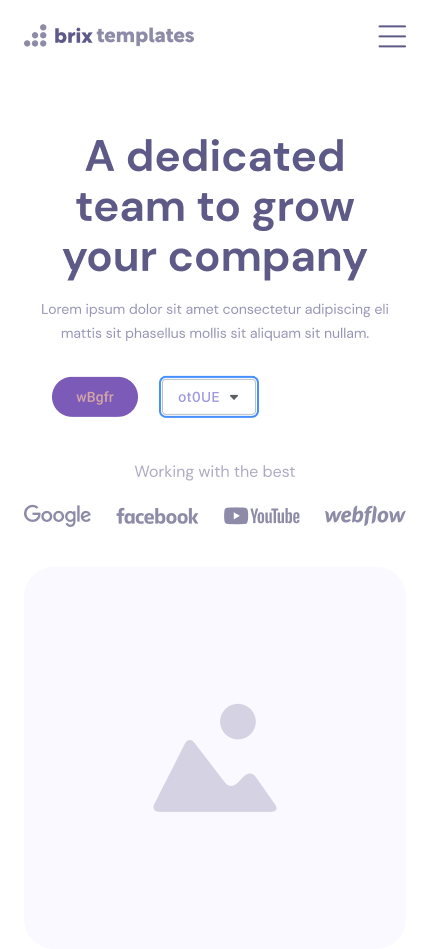 brix templates
A dedicated
team to grow
your company
Lorem ipsum dolor sit amet consectetur adipiscing eli
mattis sit phasellus mollis sit aliquam sit nullam.
wBgfr
ot0UE
Working with the best
Google facebook YouTube webflow